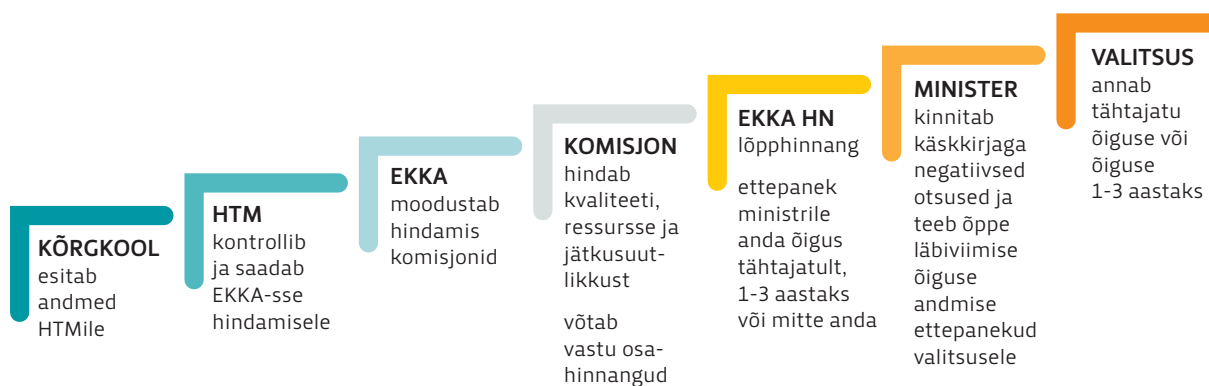 KÕRGKOOL
esitab
andmed
HTMile
HTM
kontrollib
ja saadab
EKKA-sse
hindamisele
EKKA
moodustab
hindamis
komisjonid
KOMISJON
hindab
kvaliteeti,
ressursse ja
jätkusuut-
likkust
võtab
vastu osa-
hinnangud
EKKA HN
lõpphinnang
ettepanek
ministrile
anda õigus
tähtajatult,
1-3 aastaks
või mitte anda
MINISTER
kinnitab
käskkirjaga
negatiivsed
otsused ja
teeb õppe
läbiviimise
õiguse
andmise
ettepanekud
valitsusele
VALITSUS
annab
tähtajatu
õiguse või
õiguse
1-3 aastaks